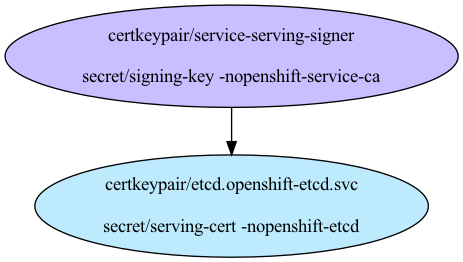 certkeypair/service-serving-signer
secret/signing-key -nopenshift-service-ca
certkeypair/etcd.openshift-etcd.svc
secret/serving-cert -nopenshift-etcd